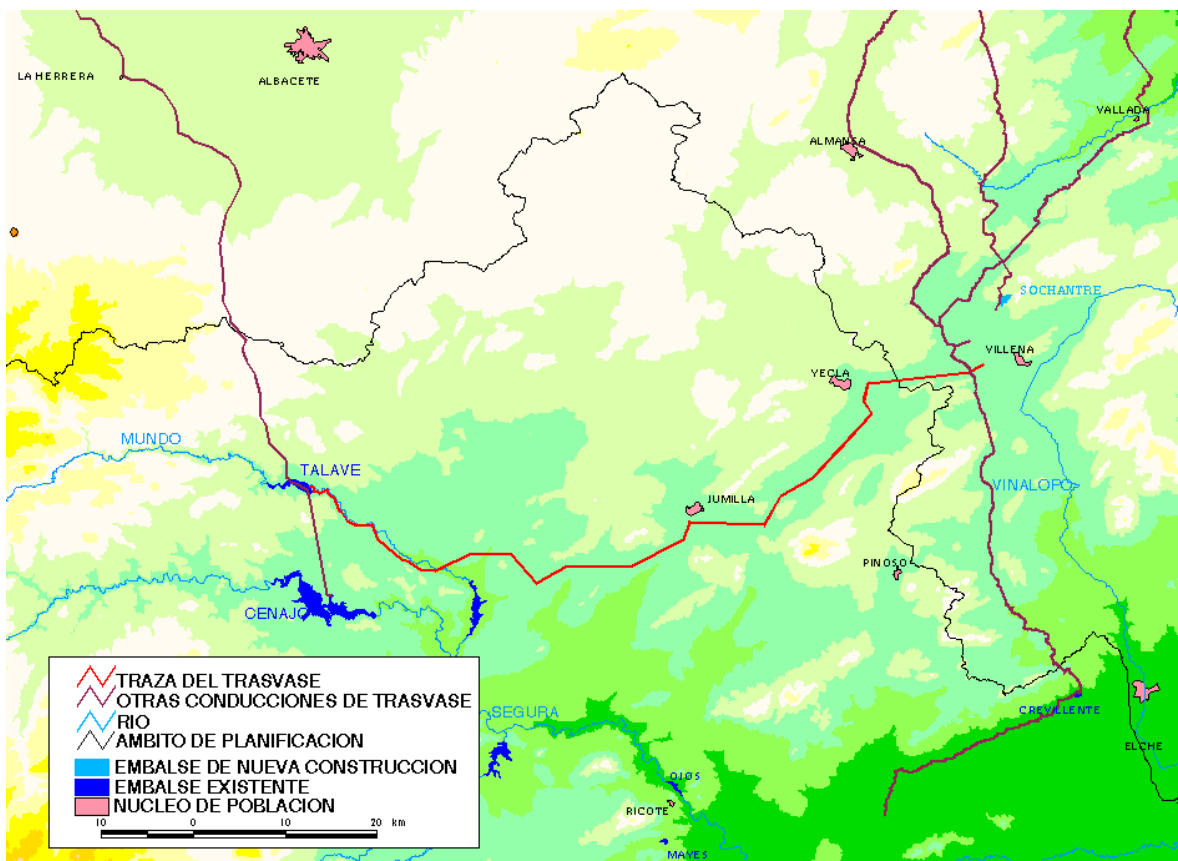 LA HERRERA
ALBACETE
VALLADA
ALMANSA
SOCHANTRE
VILLENA
YECLA
MUNDO
TALAVE
VINALOPO
JUMILLA
PINOSO
CENAJO
CREVILLENTE
ELCHE
SEGURA
OJOS
RICOTE
MAYES
TRAZA DEL TRASVASE
OTRAS CONDUCCIONES DE TRASVASE
RIO
AMBITO DE PLANIFICACION
EMBALSE DE NUEVA CONSTRUCCION
EMBALSE EXISTENTE
NUCLEO DE POBLACION
10 0 10 20 km